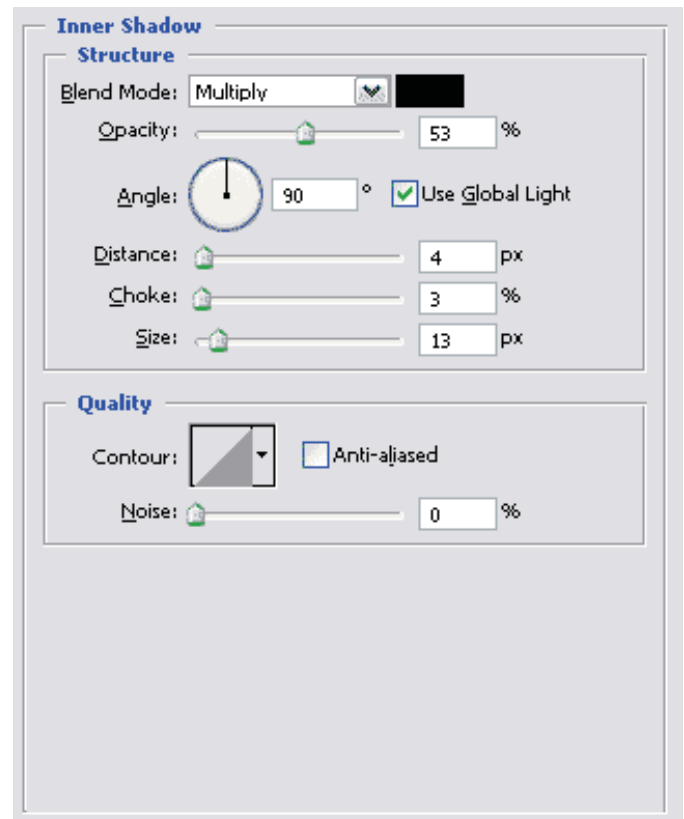 Inner Shadow
Structure
Blend Mode: Multiply
Opacity: 53 %
Angle: 90 ° Use Global Light
Distance: 4 px
Choke: 3 %
Size: 13 px
Quality
Contour: Anti-aliased
Noise: 0 %